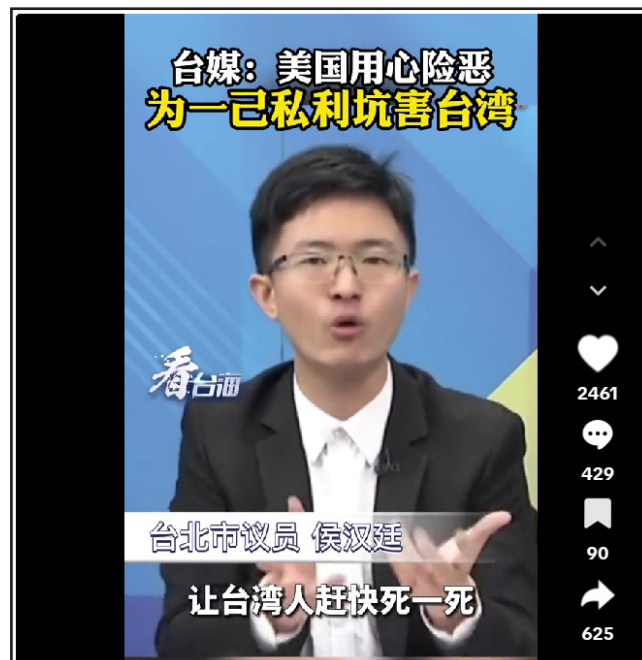 台媒：美国用心险恶
为一己私利坑害台湾
看台海
台北市议员 侯汉廷
让台湾人赶快死一死
2461
429
90
625